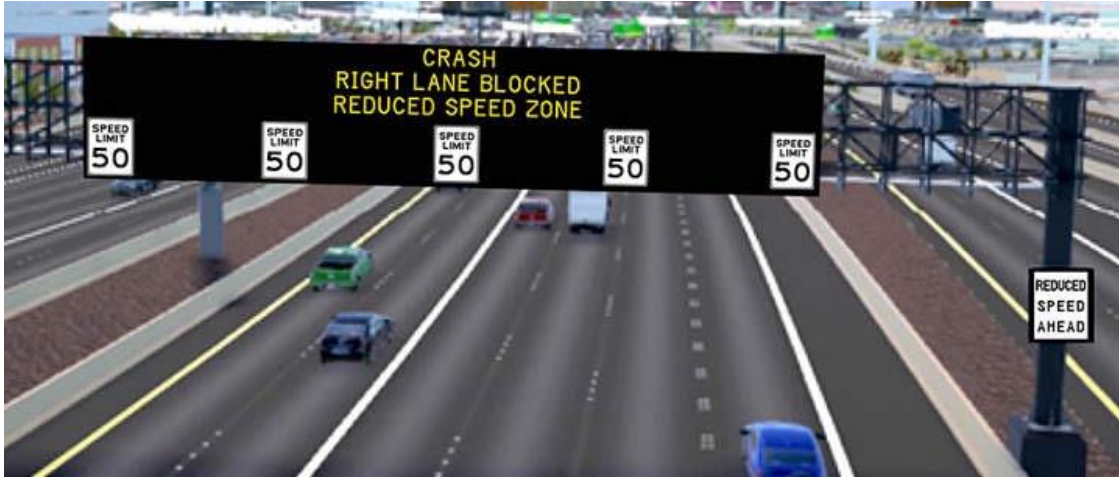 CRASH
RIGHT LANE BLOCKED
REDUCED SPEED ZONE
SPEED
LIMIT
50
SPEED
LIMIT
50
SPEED
LIMIT
50
SPEED
LIMIT
50
SPEED
LIMIT
50
REDUCED
SPEED
AHEAD